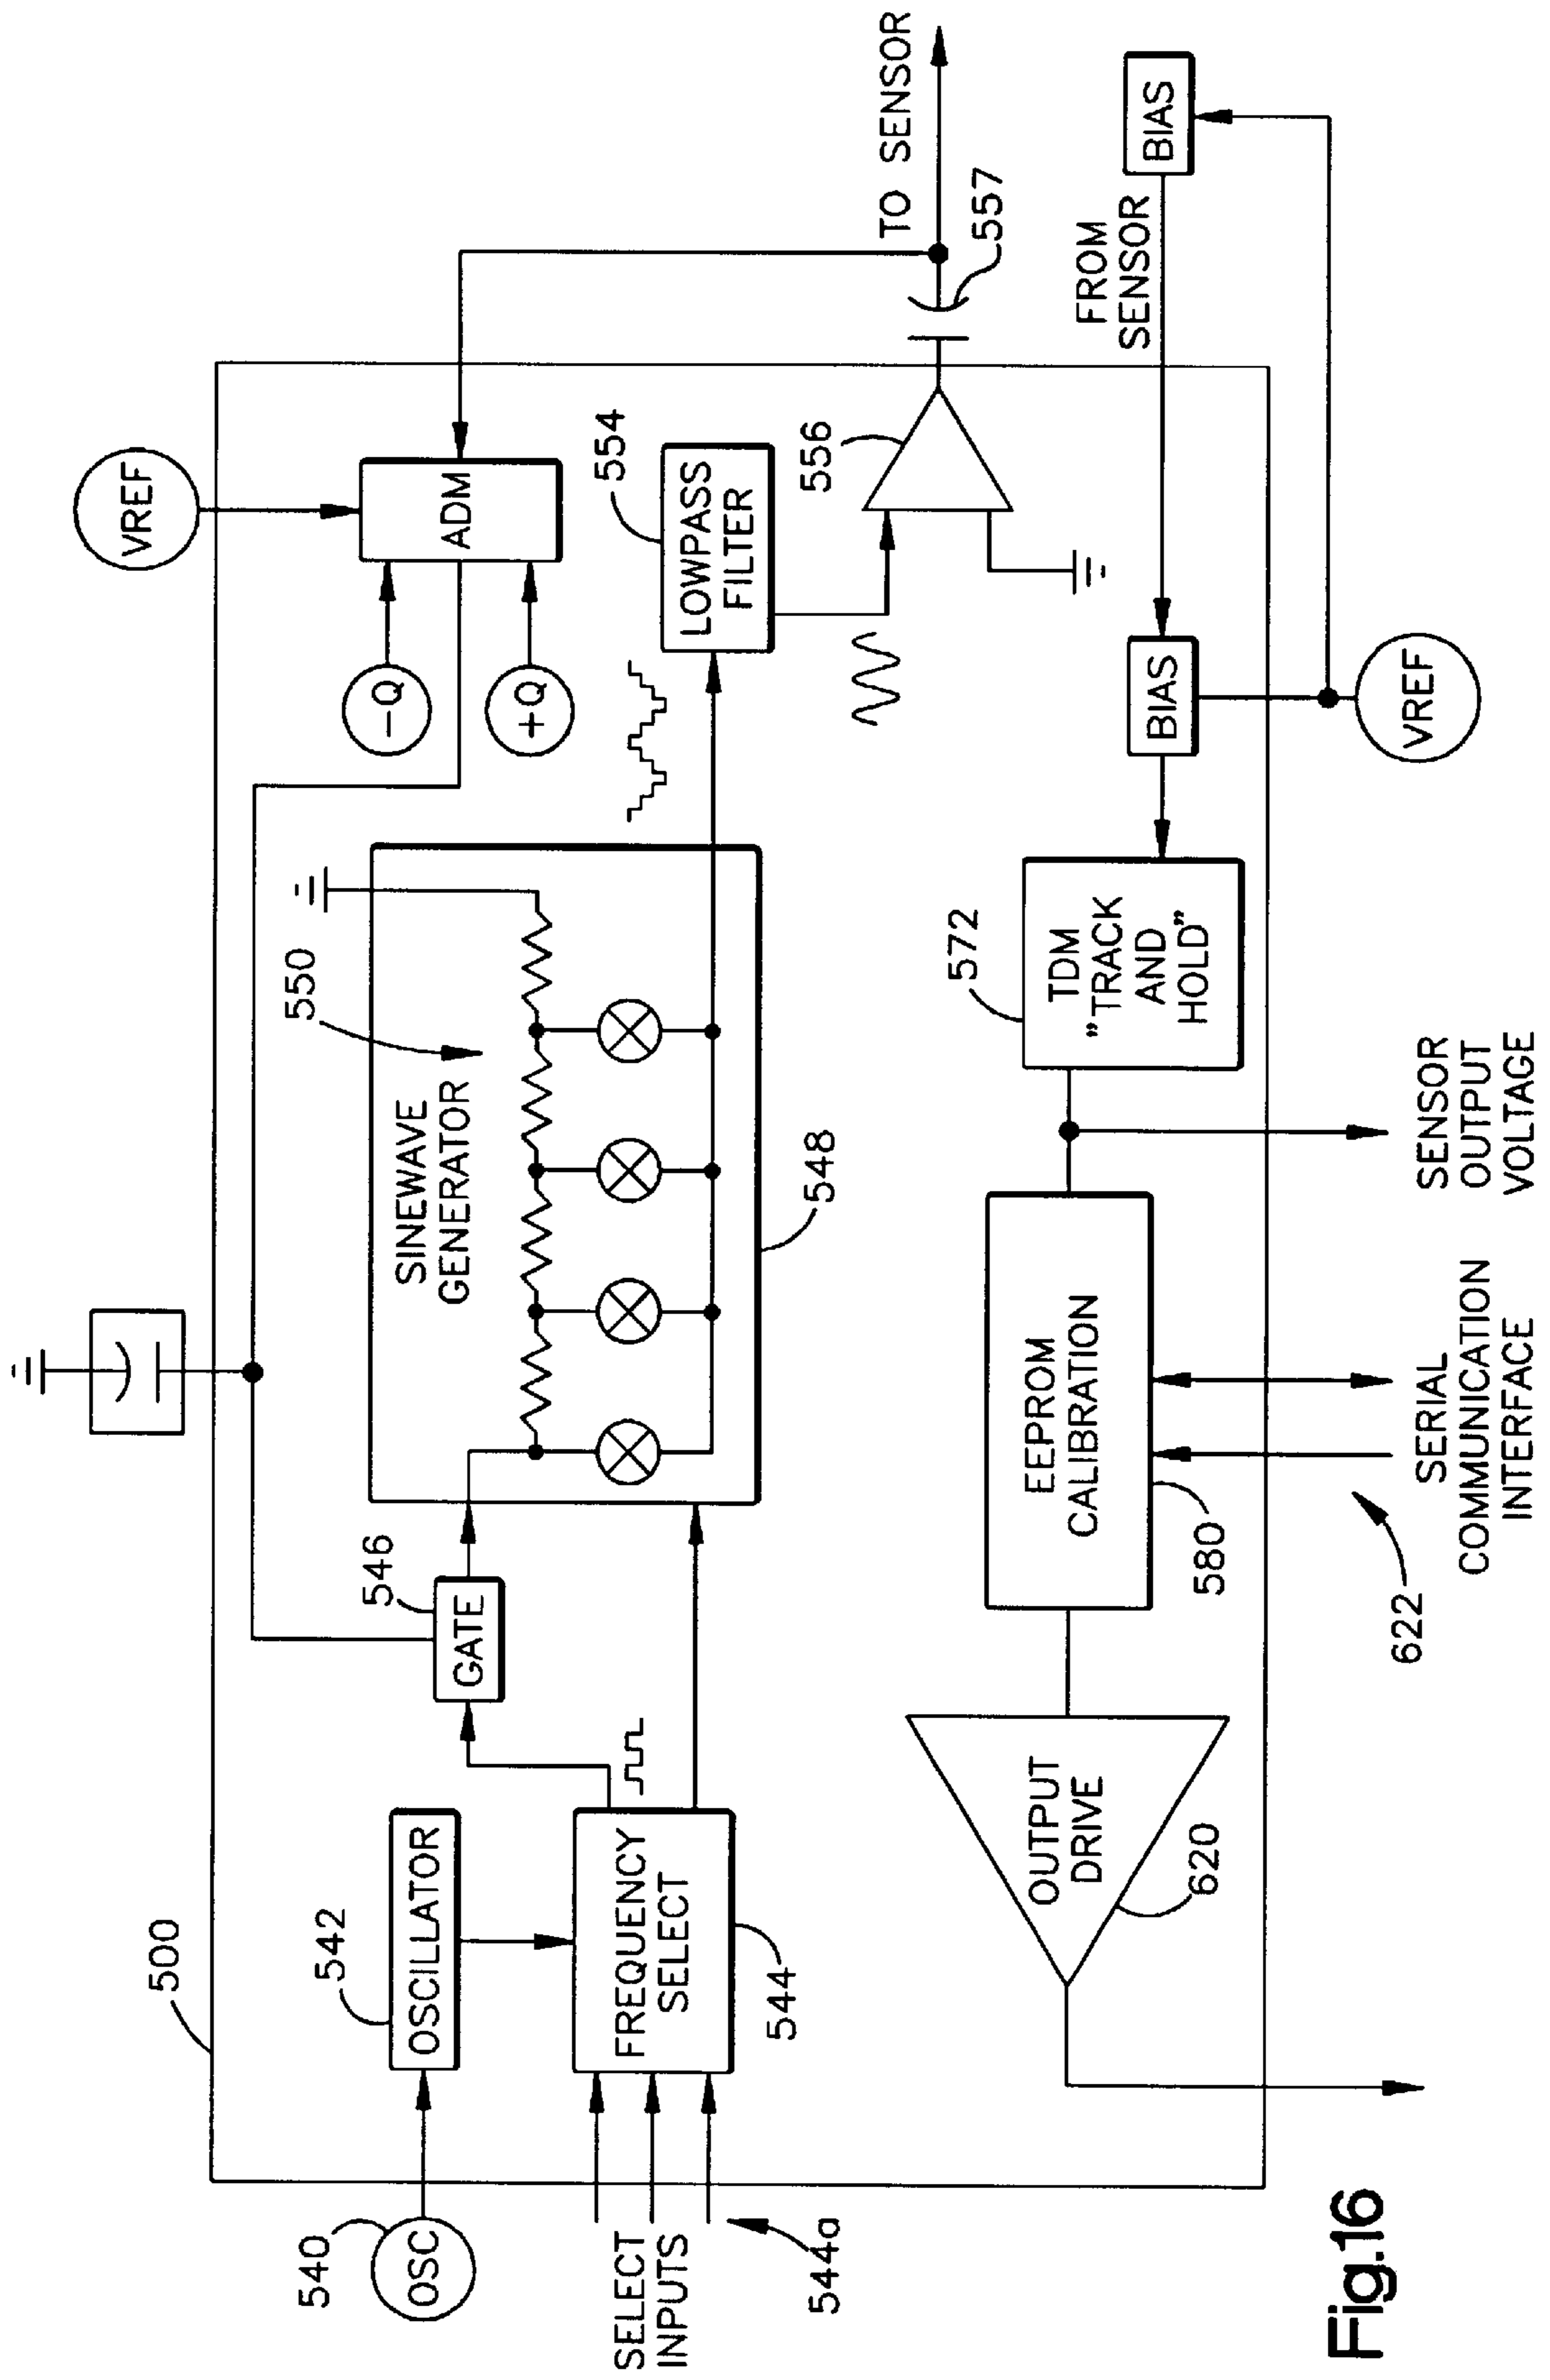 500
540
OSC
542
OSCILLATOR
SELECT
INPUTS
544a
FREQUENCY
SELECT
544
546
GATE
SINEWAVE
GENERATOR
550
548
VREF
−Q
+Q
ADM
554
LOWPASS
FILTER
556
557
TO SENSOR
FROM
SENSOR
BIAS
BIAS
VREF
572
TDM
"TRACK
AND
HOLD"
SENSOR
OUTPUT
VOLTAGE
EEPROM
CALIBRATION
580
SERIAL
COMMUNICATION
INTERFACE
622
OUTPUT
DRIVE
620
Fig.16